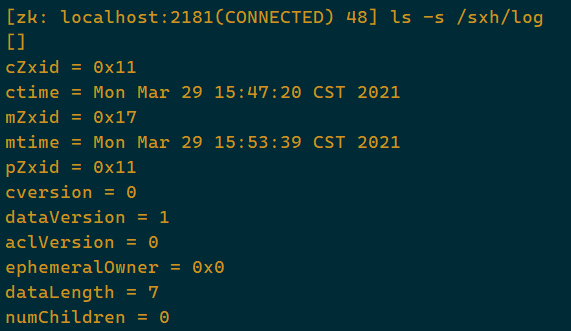 [zk: localhost:2181(CONNECTED) 48] ls -s /sxh/log
[]
cZxid = 0x11
ctime = Mon Mar 29 15:47:20 CST 2021
mZxid = 0x17
mtime = Mon Mar 29 15:53:39 CST 2021
pZxid = 0x11
cversion = 0
dataVersion = 1
aclVersion = 0
ephemeralOwner = 0x0
dataLength = 7
numChildren = 0